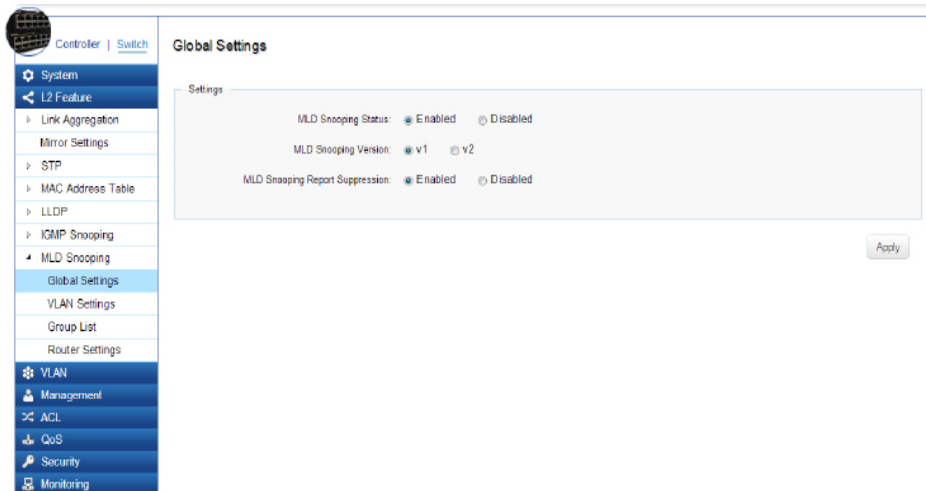 Controller | Switch
System
L2 Feature
Link Aggregation
Mirror Settings
STP
MAC Address Table
LLDP
IGMP Snooping
MLD Snooping
Global Settings
VLAN Settings
Group List
Router Settings
VLAN
Management
ACL
QoS
Security
Monitoring
Global Settings
Settings
MLD Snooping Status: Enabled Disabled
MLD Snooping Version: v1 v2
MLD Snooping Report Suppression: Enabled Disabled
Apply